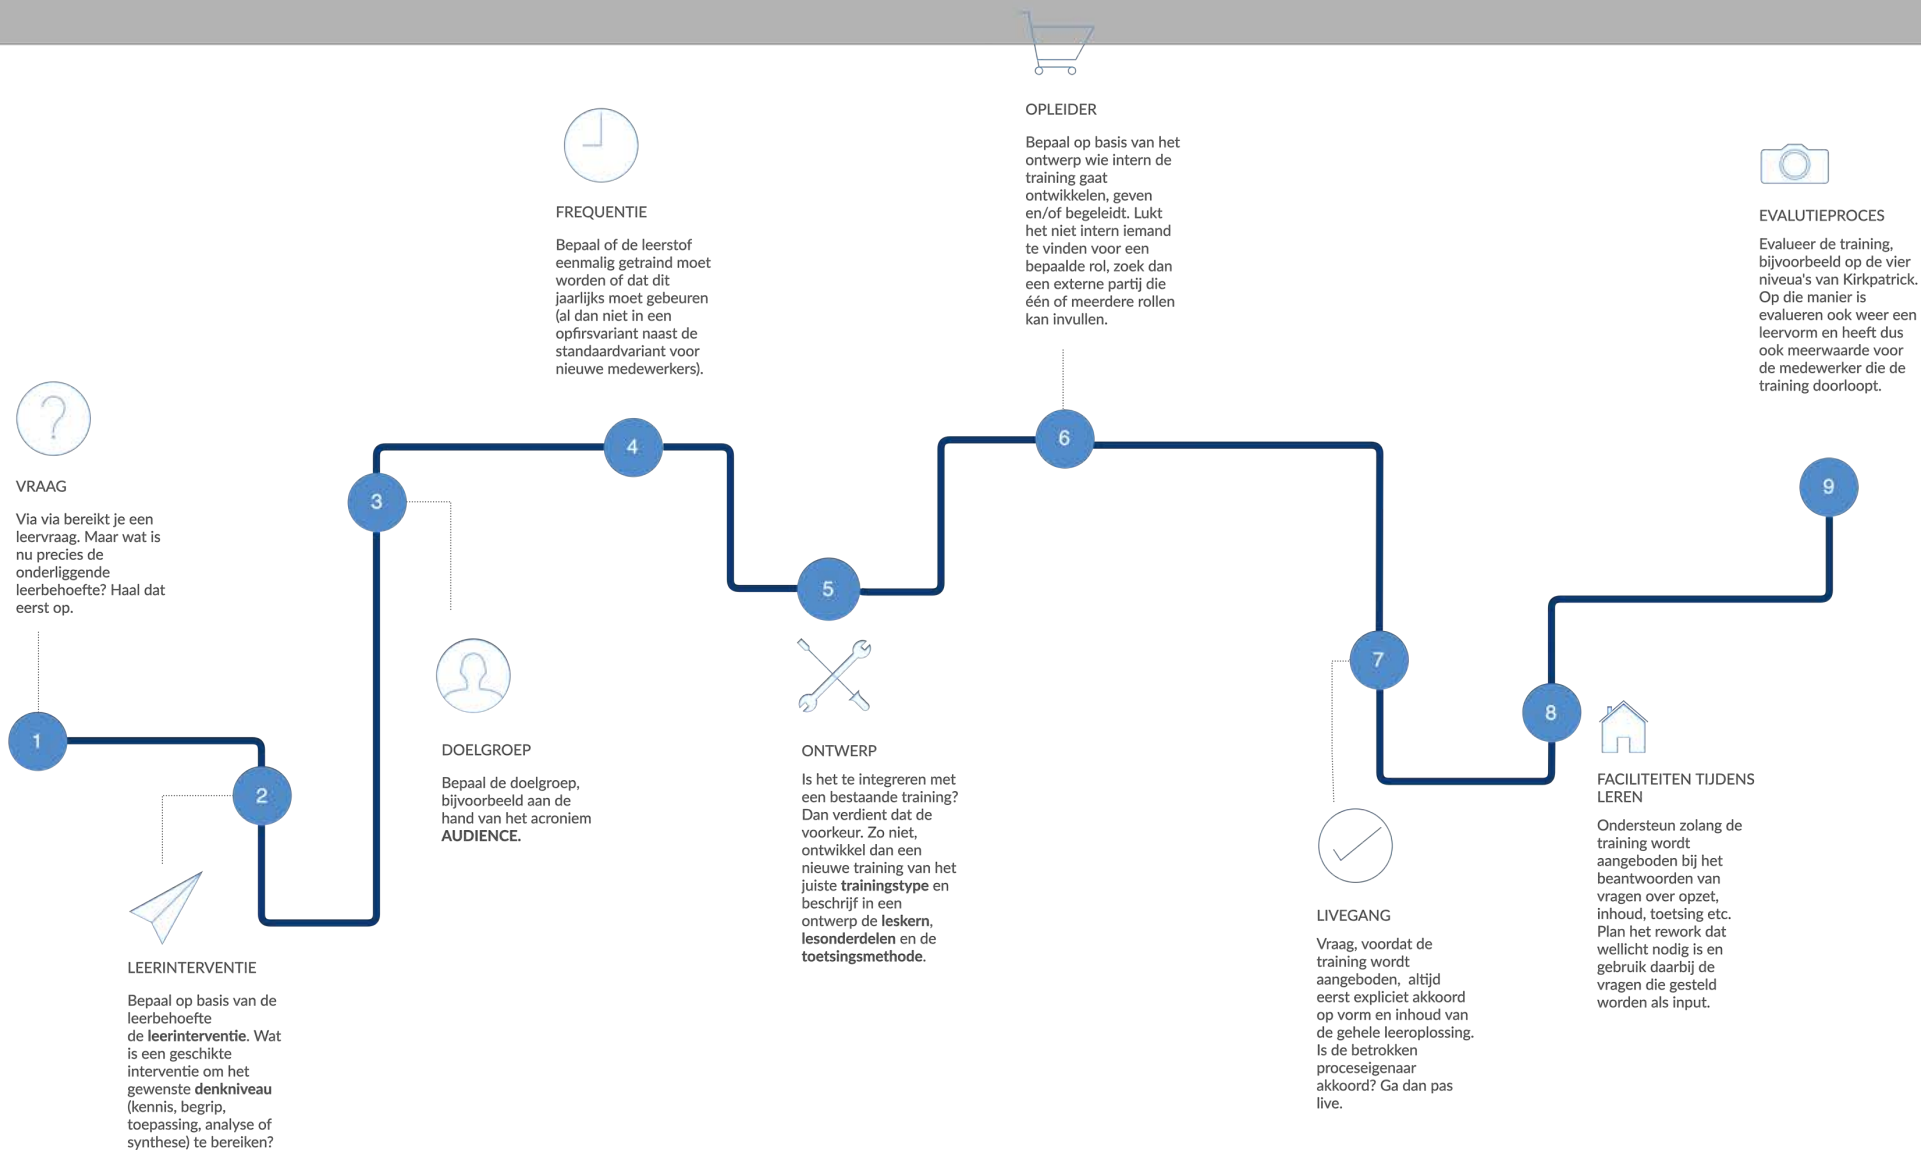 VRAAG
Via via bereikt je een
leervraag. Maar wat is
nu precies de
onderliggende
leerbehoefte? Haal dat
eerst op.
1
2
LEERINTERVENTIE
Bepaal op basis van de
leerbehoefte
de leerinterventie. Wat
is een geschikte
interventie om het
gewenste denkniveau
(kennis, begrip,
toepassing, analyse of
synthese) te bereiken?
3
DOELGROEP
Bepaal de doelgroep,
bijvoorbeeld aan de
hand van het acroniem
AUDIENCE.
FREQUENTIE
Bepaal of de leerstof
eenmalig getraind moet
worden of dat dit
jaarlijks moet gebeuren
(al dan niet in een
opfirsvariant naast de
standaardvariant voor
nieuwe medewerkers).
4
5
ONTWERP
Is het te integreren met
een bestaande training?
Dan verdient dat de
voorkeur. Zo niet,
ontwikkel dan een
nieuwe training van het
juiste trainingstype en
beschrijf in een
ontwerp de leskern,
lesonderdelen en de
toetsingsmethode.
OPLEIDER
Bepaal op basis van het
ontwerp wie intern de
training gaat
ontwikkelen, geven
en/of begeleidt. Lukt
het niet intern iemand
te vinden voor een
bepaalde rol, zoek dan
een externe partij die
één of meerdere rollen
kan invullen.
6
7
LIVEGANG
Vraag, voordat de
training wordt
aangeboden,  altijd
eerst expliciet akkoord
op vorm en inhoud van
de gehele leeroplossing.
Is de betrokken
proceseigenaar
akkoord? Ga dan pas
live.
8
FACILITEITEN TIJDENS
LEREN
Ondersteun zolang de
training wordt
aangeboden bij het
beantwoorden van
vragen over opzet,
inhoud, toetsing etc.
Plan het rework dat
wellicht nodig is en
gebruik daarbij de
vragen die gesteld
worden als input.
EVALUTIEPROCES
Evalueer de training,
bijvoorbeeld op de vier
niveua's van Kirkpatrick.
Op die manier is
evalueren ook weer een
leervorm en heeft dus
ook meerwaarde voor
de medewerker die de
training doorloopt.
9